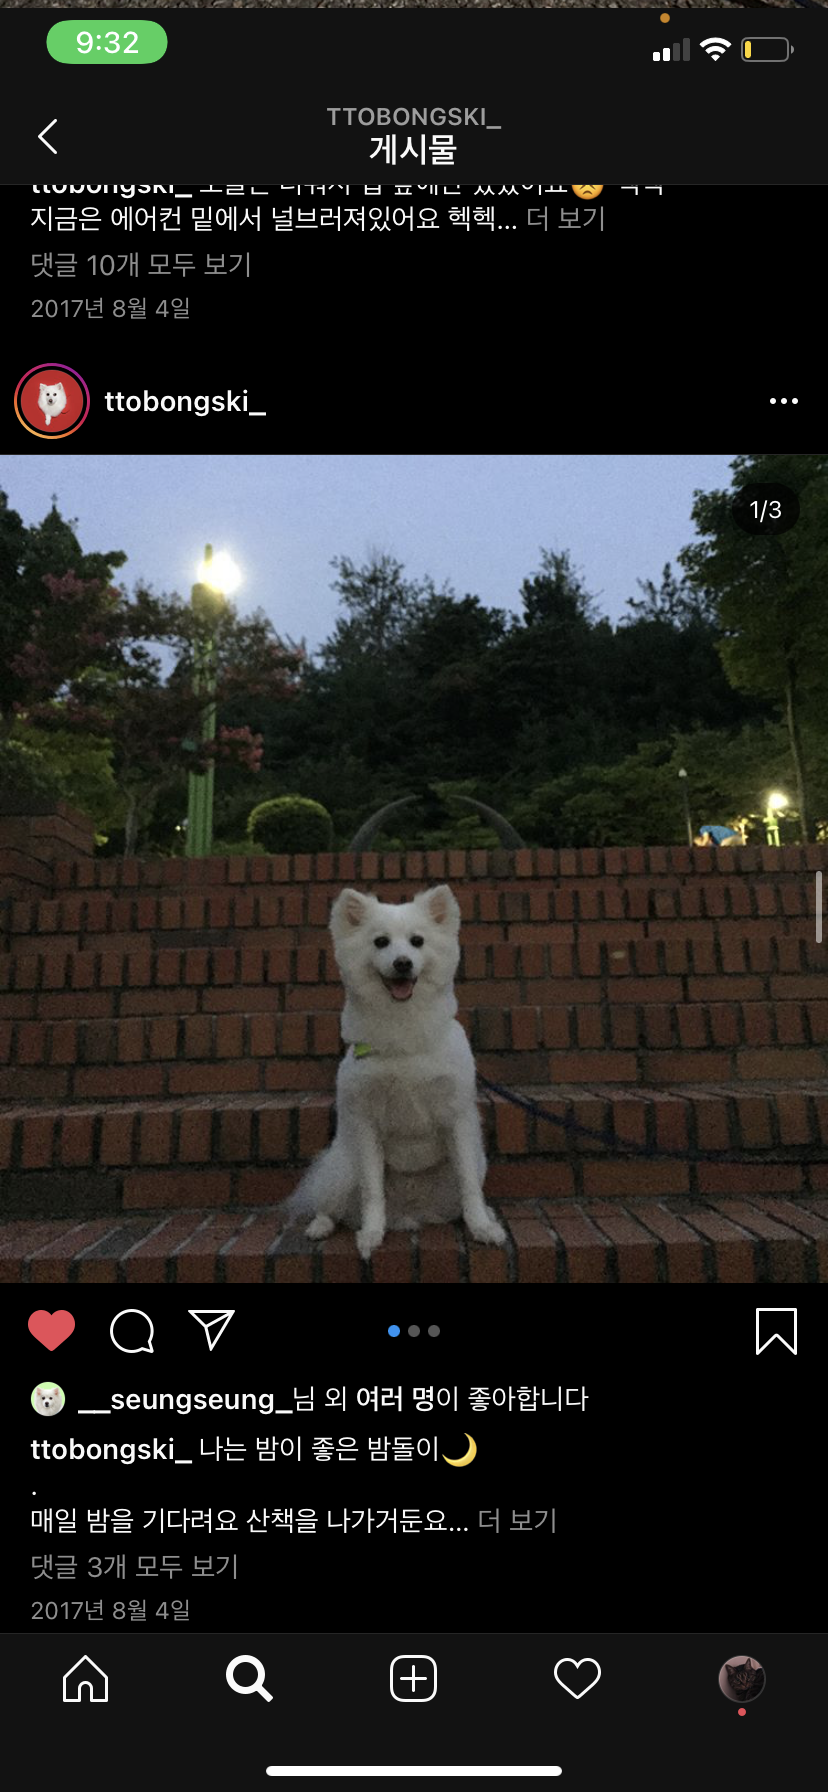 9:32
TTOBONGSKI_
게시물
ttobongski_
지금은 에어컨 밑에서 널브러져있어요 헥헥... 더 보기
댓글 10개 모두 보기
2017년 8월 4일
ttobongski_
1/3
__seungseung_님 외 여러 명이 좋아합니다
ttobongski_ 나는 밤이 좋은 밤돌이🌙
.
매일 밤을 기다려요 산책을 나가거둔요... 더 보기
댓글 3개 모두 보기
2017년 8월 4일